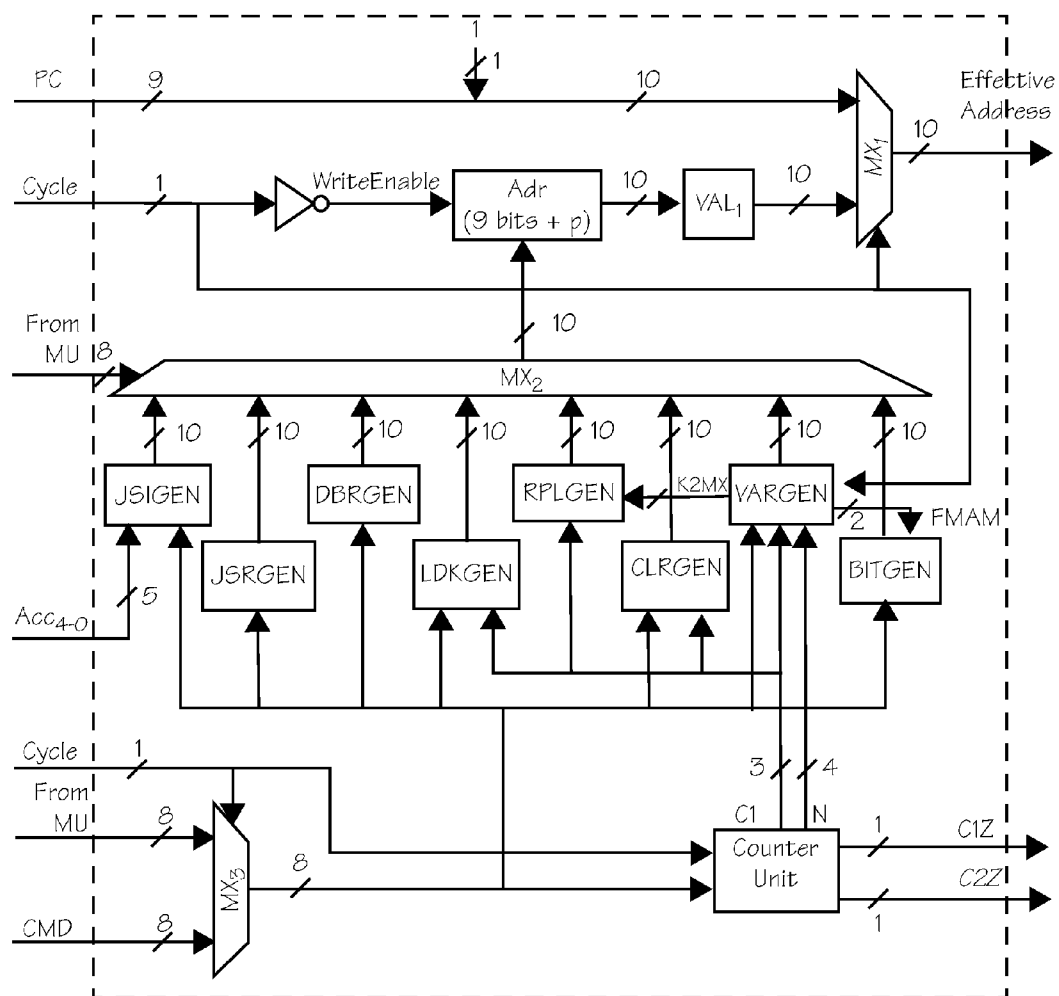 1
PC
9
1
10
Effective
Address
MX1
10
Cycle
1
WriteEnable
Adr
(9 bits + p)
10
VAL1
10
From
MU
8
10
MX2
10
10
10
10
10
10
10
10
JSIGEN
DBRGEN
RPLGEN
K2MX
VARGEN
2
FMAM
JSRGEN
LDKGEN
CLRGEN
BITGEN
5
Acc4-0
Cycle
1
3
4
From
MU
8
C1
N
MX3
8
Counter
Unit
1
C1Z
C2Z
1
CMD
8